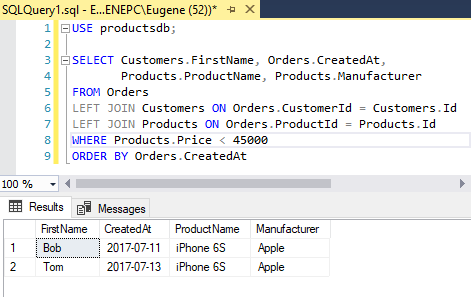 SQLQuery1.sql - E...ENEPC\Eugene (52))*
1 USE productsdb;
2
3 SELECT Customers.FirstName, Orders.CreatedAt,
4 Products.ProductName, Products.Manufacturer
5 FROM Orders
6 LEFT JOIN Customers ON Orders.CustomerId = Customers.Id
7 LEFT JOIN Products ON Orders.ProductId = Products.Id
8 WHERE Products.Price < 45000
9 ORDER BY Orders.CreatedAt
100 %
Results Messages
FirstName CreatedAt ProductName Manufacturer
1 Bob 2017-07-11 iPhone 6S Apple
2 Tom 2017-07-13 iPhone 6S Apple